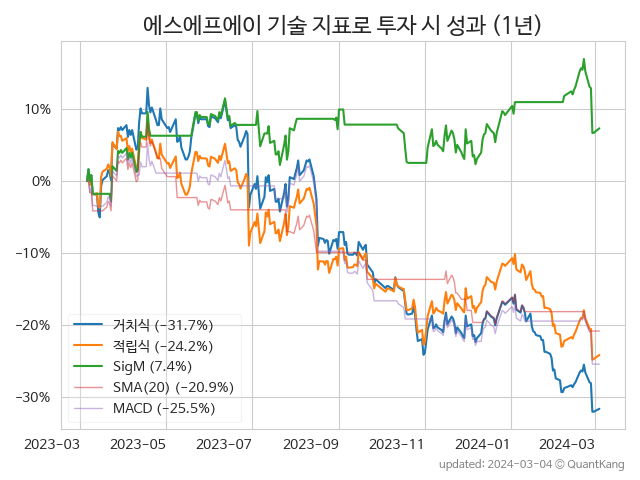 에스에프에이 기술 지표로 투자 시 성과 (1년)
10%
0%
−10%
−20%
−30%
거치식 (−31.7%)
적립식 (−24.2%)
SigM (7.4%)
SMA(20) (−20.9%)
MACD (−25.5%)
2023−03
2023−05
2023−07
2023−09
2023−11
2024−01
2024−03
updated: 2024−03−04 © QuantKang